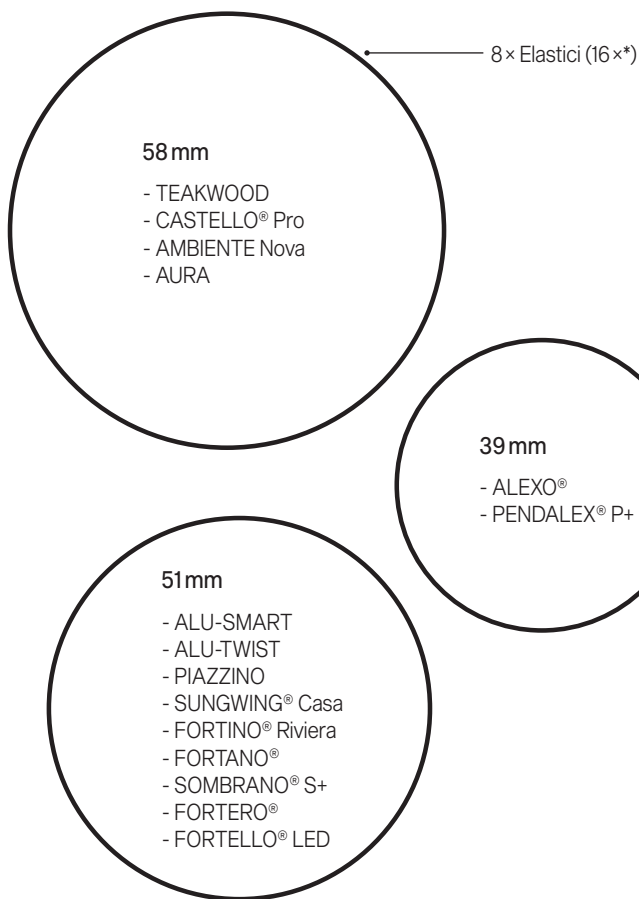 8 × Elastici (16 ×*)
58 mm
- TEAKWOOD
- CASTELLO® Pro
- AMBIENTE Nova
- AURA
39 mm
- ALEXO®
- PENDALEX® P+
51 mm
- ALU-SMART
- ALU-TWIST
- PIAZZINO
- SUNGWING® Casa
- FORTINO® Riviera
- FORTANO®
- SOMBRANO® S+
- FORTERO®
- FORTELLO® LED